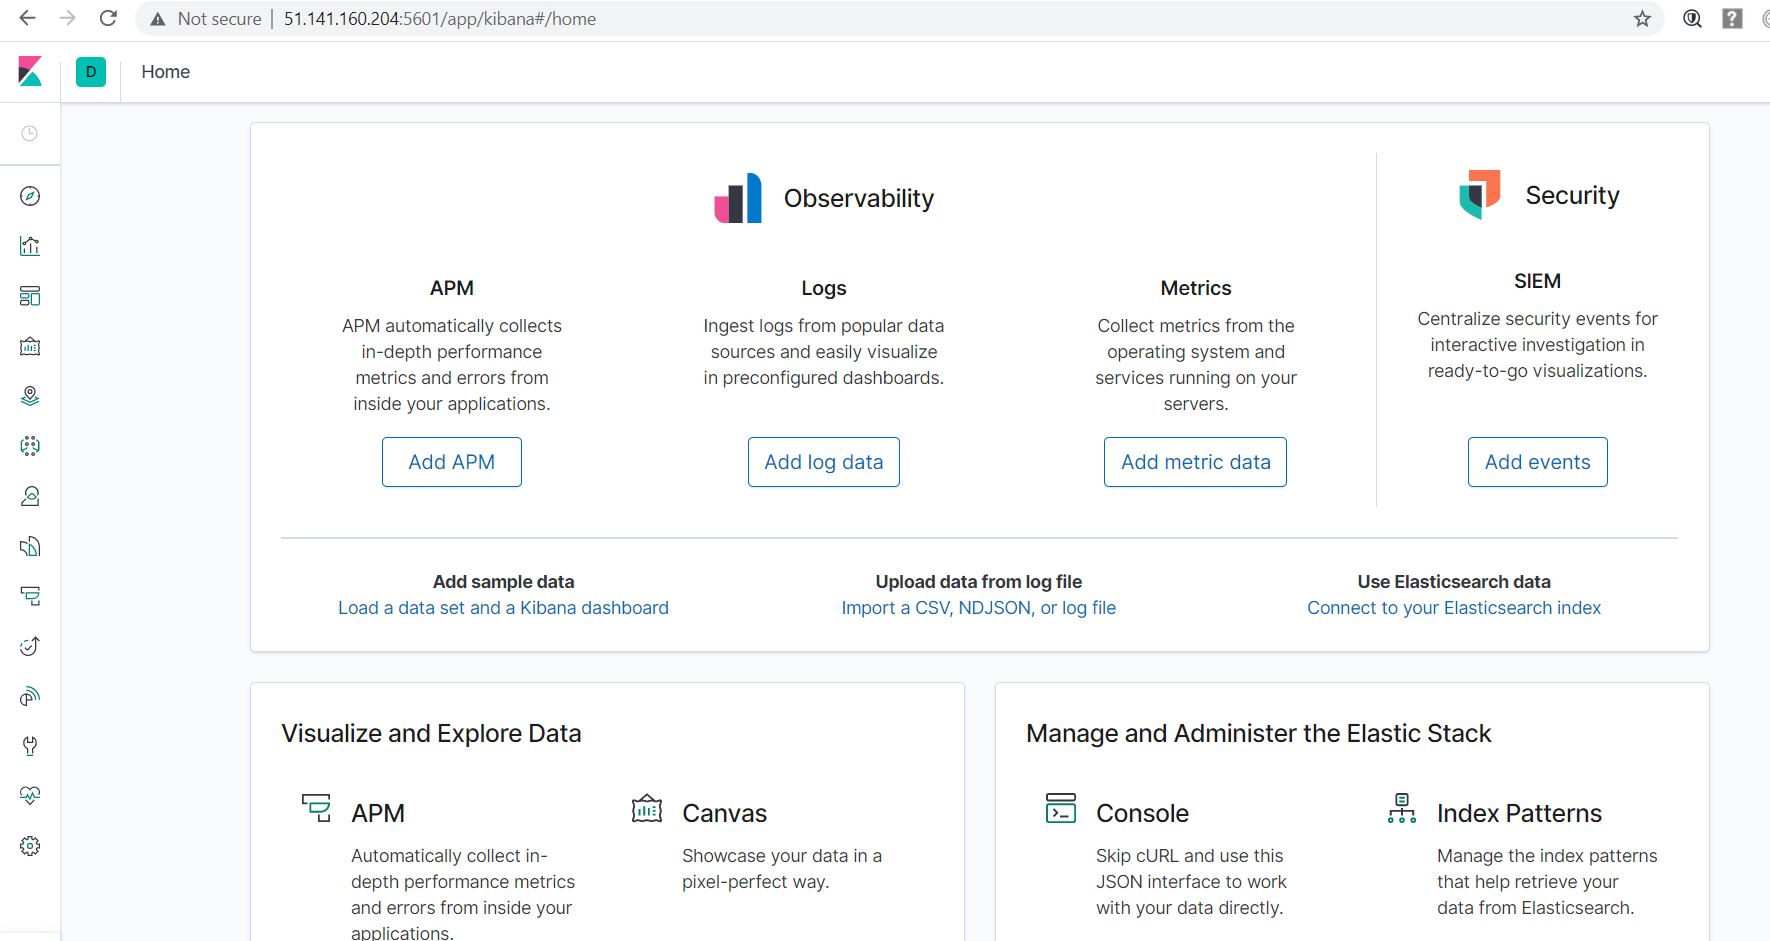 Not secure | 51.141.160.204:5601/app/kibana#/home
D
Home
Observability
Security
APM
APM automatically collects
in-depth performance
metrics and errors from
inside your applications.
Add APM
Logs
Ingest logs from popular data
sources and easily visualize
in preconfigured dashboards.
Add log data
Metrics
Collect metrics from the
operating system and
services running on your
servers.
Add metric data
SIEM
Centralize security events for
interactive investigation in
ready-to-go visualizations.
Add events
Add sample data
Load a data set and a Kibana dashboard
Upload data from log file
Import a CSV, NDJSON, or log file
Use Elasticsearch data
Connect to your Elasticsearch index
Visualize and Explore Data
APM
Automatically collect in-
depth performance metrics
and errors from inside your
applications.
Canvas
Showcase your data in a
pixel-perfect way.
Manage and Administer the Elastic Stack
Console
Skip cURL and use this
JSON interface to work
with your data directly.
Index Patterns
Manage the index patterns
that help retrieve your
data from Elasticsearch.